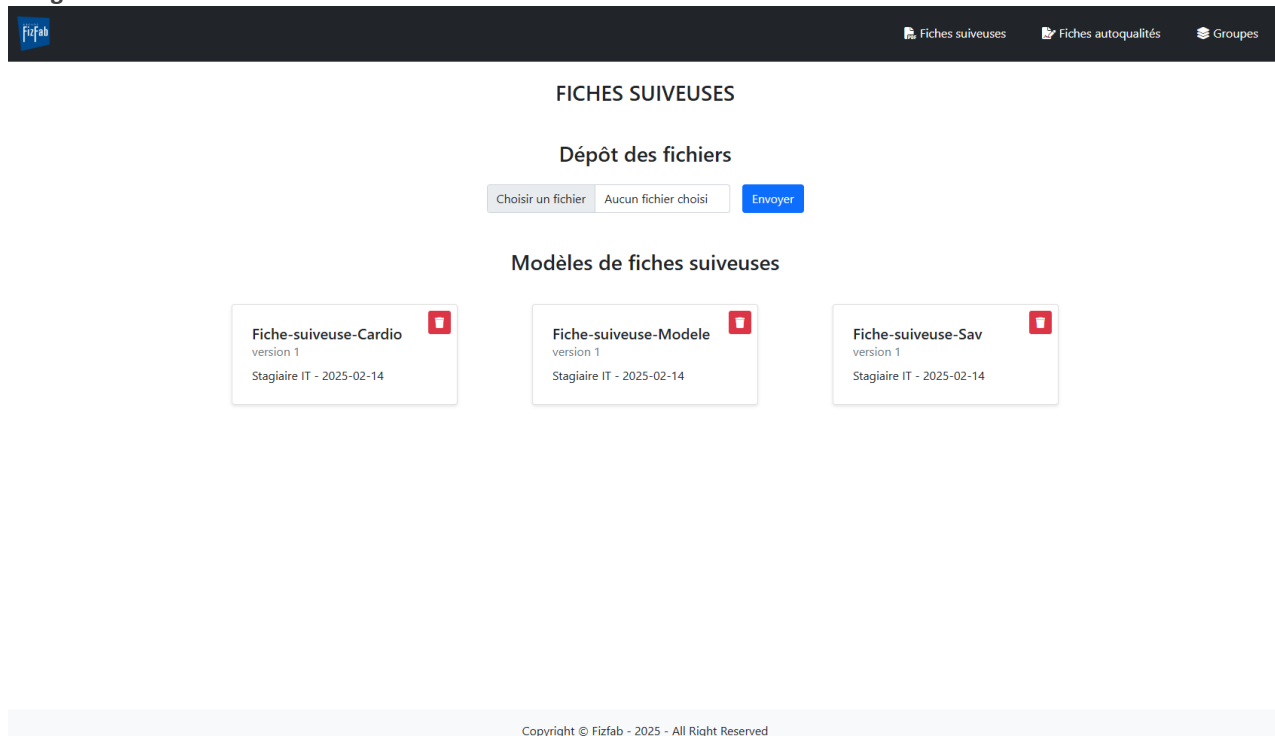 FizFab
Fiches suiveuses
Fiches autoqualités
Groupes
FICHES SUIVEUSES
Dépôt des fichiers
Choisir un fichier Aucun fichier choisi Envoyer
Modèles de fiches suiveuses
Fiche-suiveuse-Cardio
version 1
Stagiaire IT - 2025-02-14
Fiche-suiveuse-Modele
version 1
Stagiaire IT - 2025-02-14
Fiche-suiveuse-Sav
version 1
Stagiaire IT - 2025-02-14
Copyright © Fizfab - 2025 - All Right Reserved